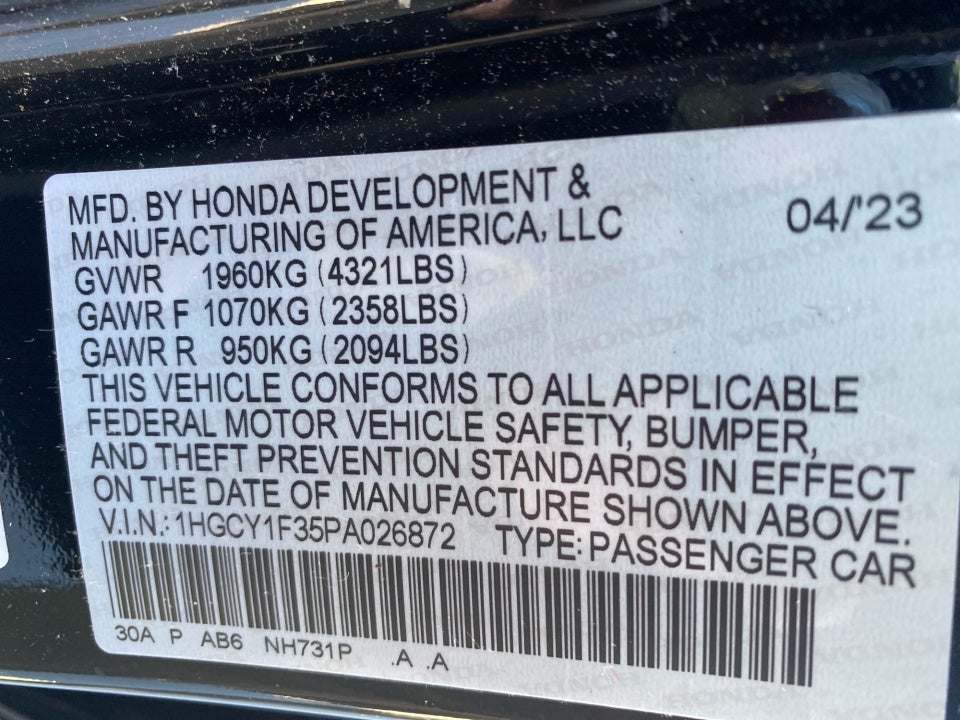 MFD. BY HONDA DEVELOPMENT &
MANUFACTURING OF AMERICA, LLC 04/'23
GVWR 1960KG (4321LBS)
GAWR F 1070KG (2358LBS)
GAWR R 950KG (2094LBS)
THIS VEHICLE CONFORMS TO ALL APPLICABLE
FEDERAL MOTOR VEHICLE SAFETY, BUMPER,
AND THEFT PREVENTION STANDARDS IN EFFECT
ON THE DATE OF MANUFACTURE SHOWN ABOVE.
V.I.N.: 1HGCY1F35PA026872 TYPE: PASSENGER CAR
30A P AB6 NH731P .A .A